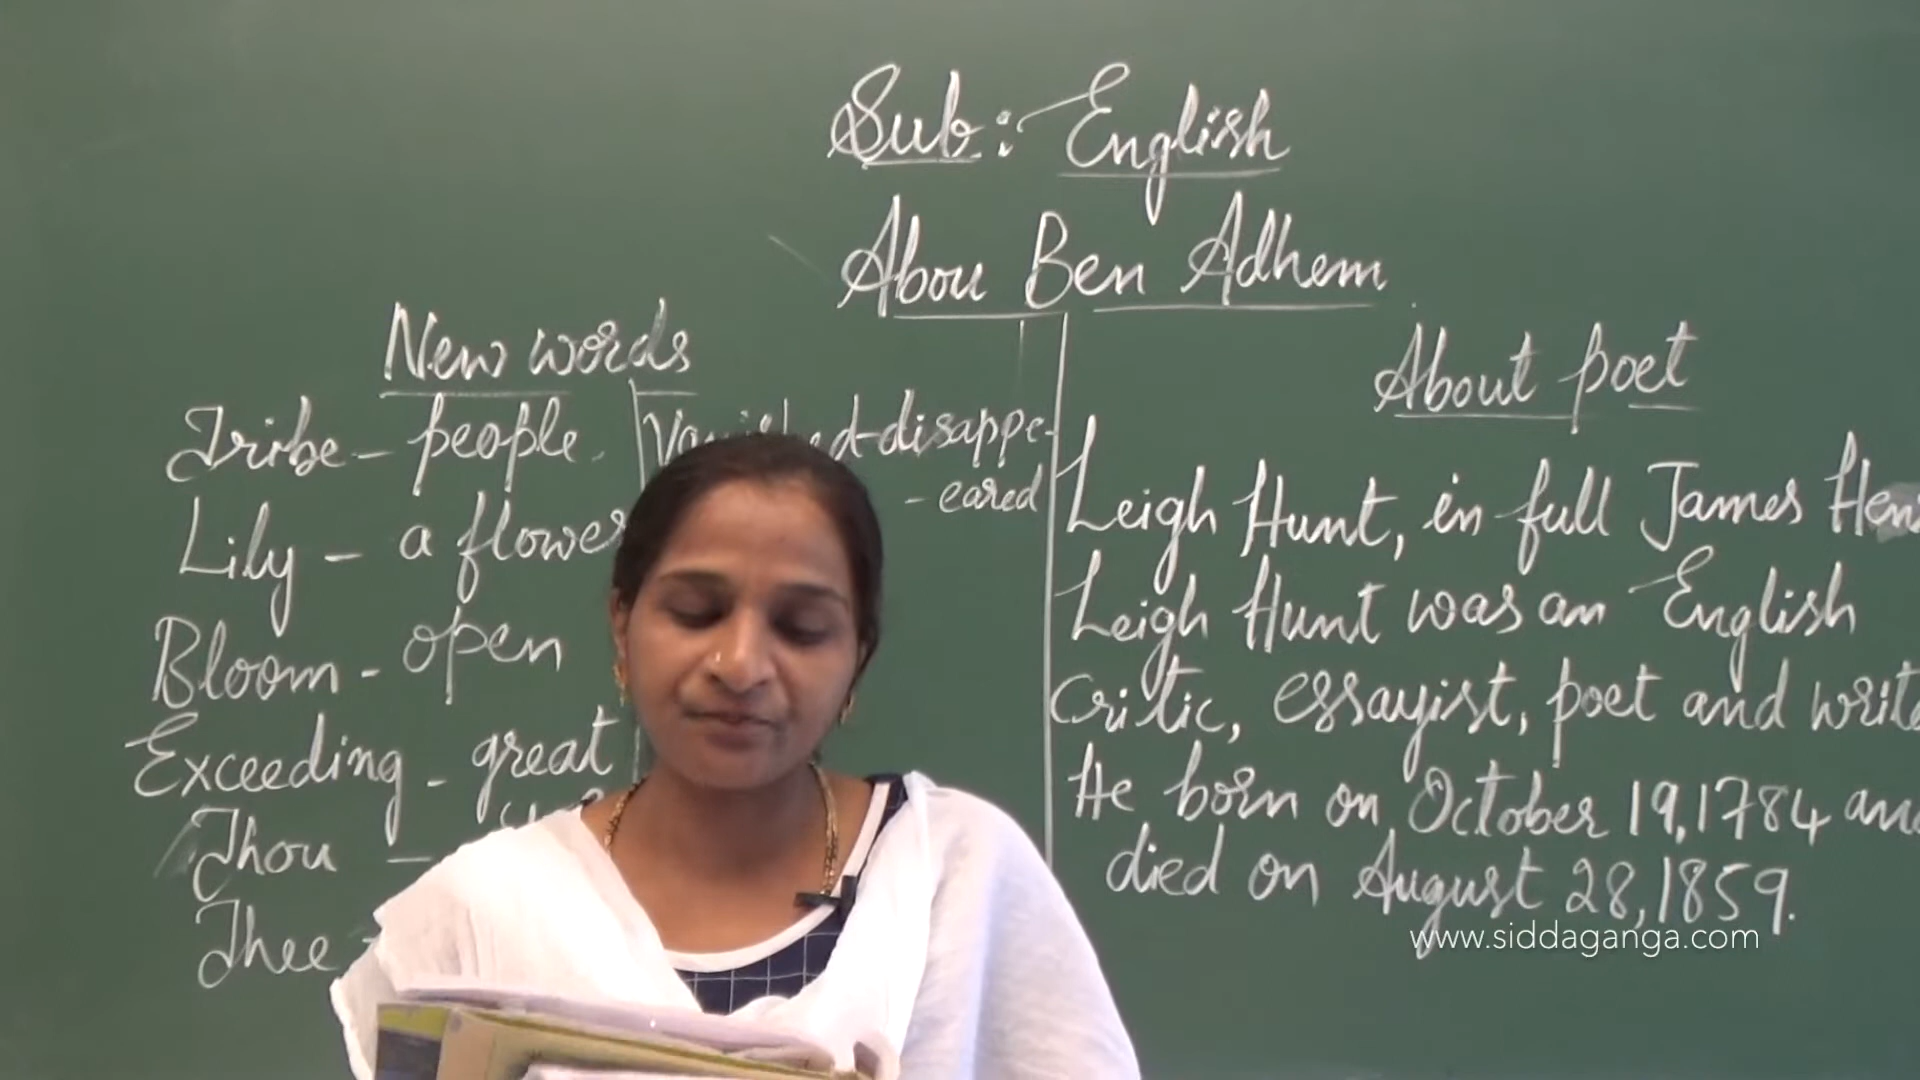 Sub: English
Abou Ben Adhem
New words
Tribe - people.
Lily - a flower
Bloom - open
Exceeding - great
Thou -
Thee -
disappe-
- eared
About poet
Leigh Hunt, in full James
Leigh Hunt was an English
Critic, essayist, poet and
He born on October 19, 1784
died on August 28, 1859.
www.siddaganga.com